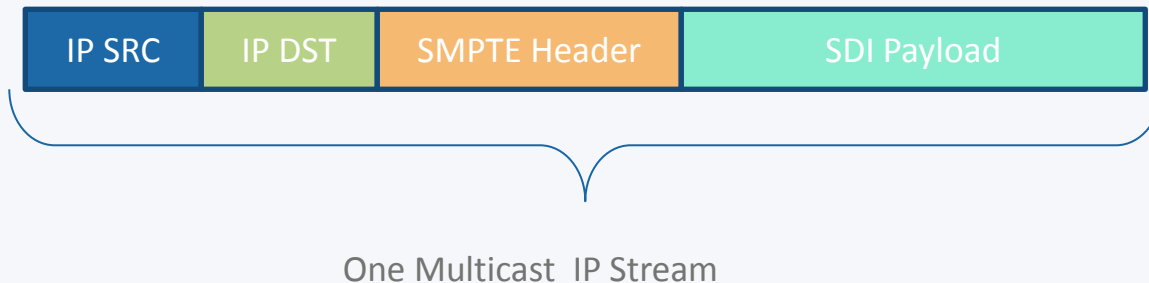 IP SRC IP DST SMPTE Header SDI Payload
One Multicast  IP Stream